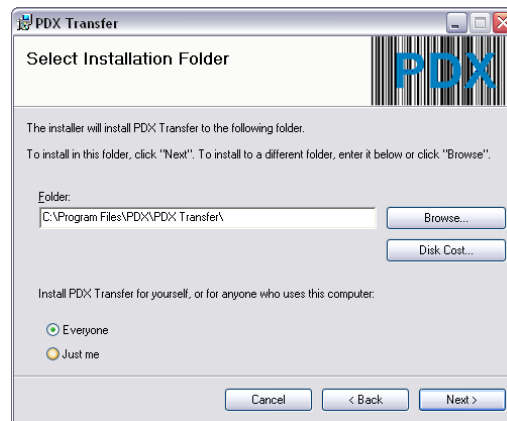 PDX Transfer
Select Installation Folder
PDX
The installer will install PDX Transfer to the following folder.
To install in this folder, click "Next". To install to a different folder, enter it below or click "Browse".
Folder:
C:\Program Files\PDX\PDX Transfer\
Browse...
Disk Cost...
Install PDX Transfer for yourself, or for anyone who uses this computer:
Everyone
Just me
Cancel
< Back
Next >